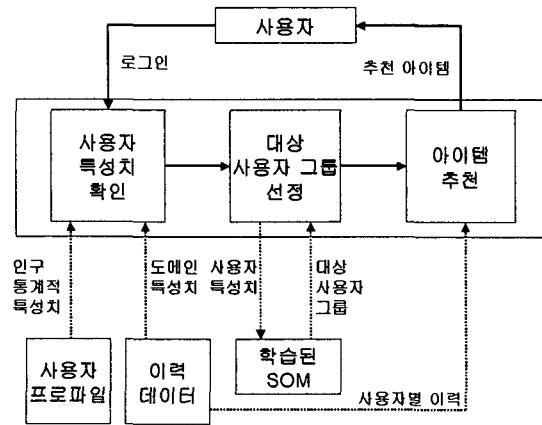 사용자
로그인
추천 아이템
사용자
특성치
확인
대상
사용자 그룹
선정
아이템
추천
인구
통계적
특성치
도메인
특성치
사용자
특성치
대상
사용자
그룹
사용자
프로파일
이력
데이터
학습된
SOM
사용자별 이력